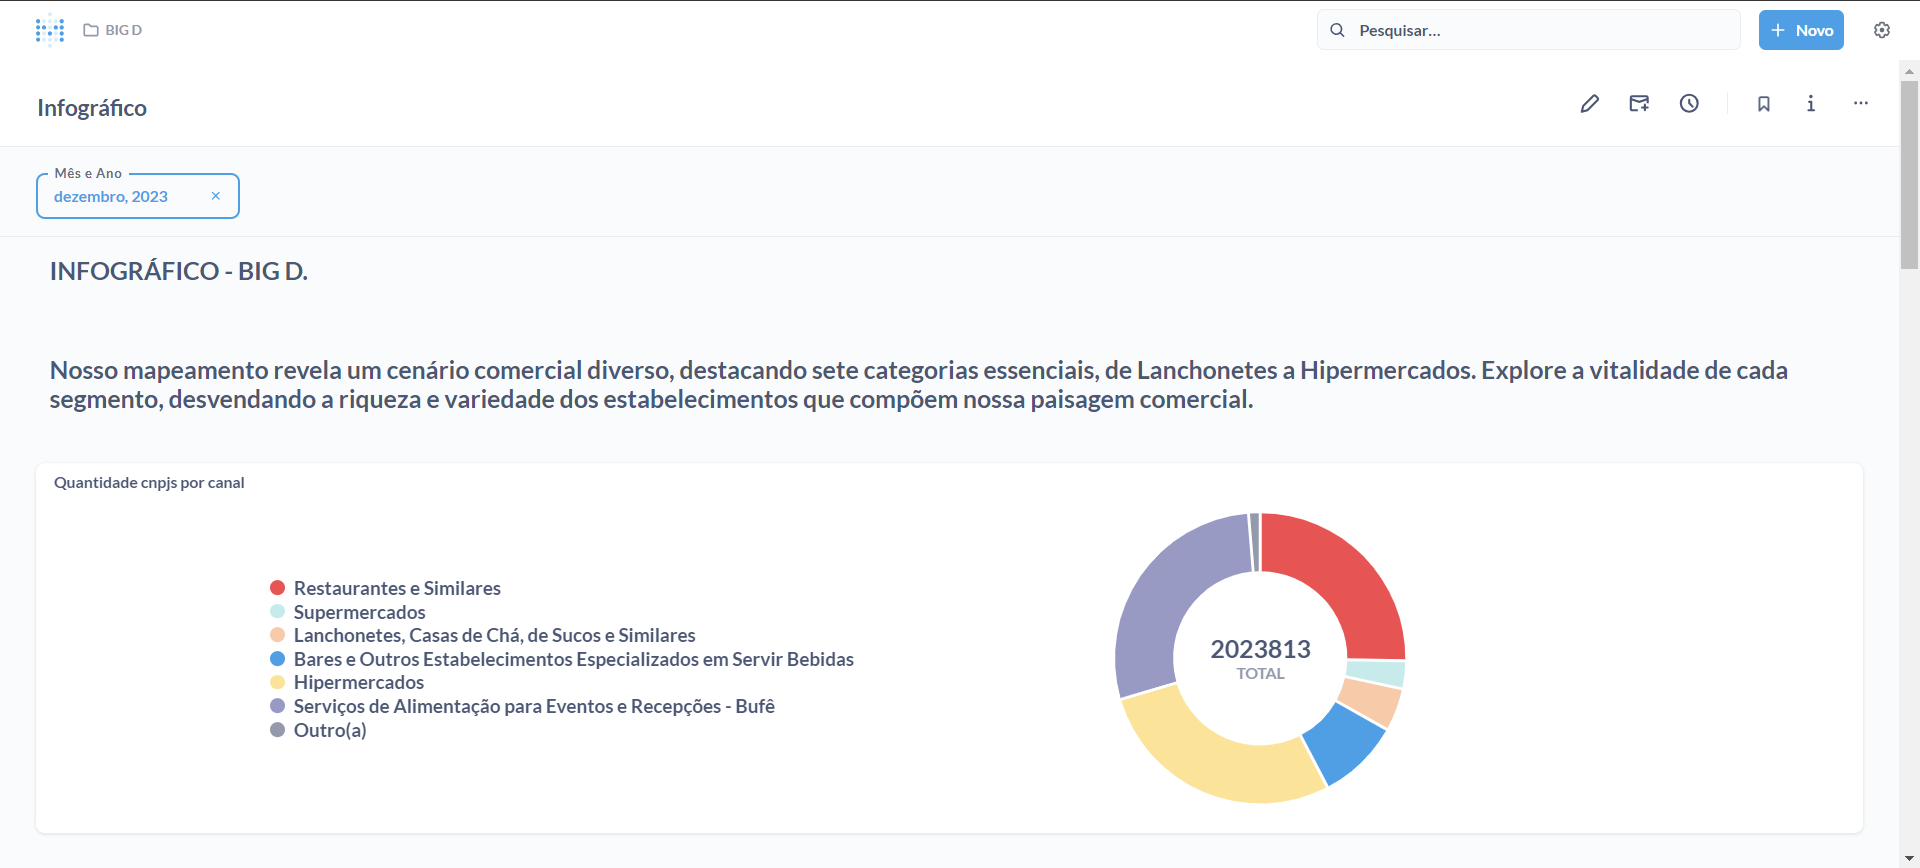 BIG D
Pesquisar...
Novo
Infográfico
Mês e Ano
dezembro, 2023
INFOGRÁFICO - BIG D.
Nosso mapeamento revela um cenário comercial diverso, destacando sete categorias essenciais, de Lanchonetes a Hipermercados. Explore a vitalidade de cada
segmento, desvendando a riqueza e variedade dos estabelecimentos que compõem nossa paisagem comercial.
Quantidade cnpjs por canal
Restaurantes e Similares
Supermercados
Lanchonetes, Casas de Chá, de Sucos e Similares
Bares e Outros Estabelecimentos Especializados em Servir Bebidas
Hipermercados
Serviços de Alimentação para Eventos e Recepções - Bufê
Outro(a)
2023813
TOTAL